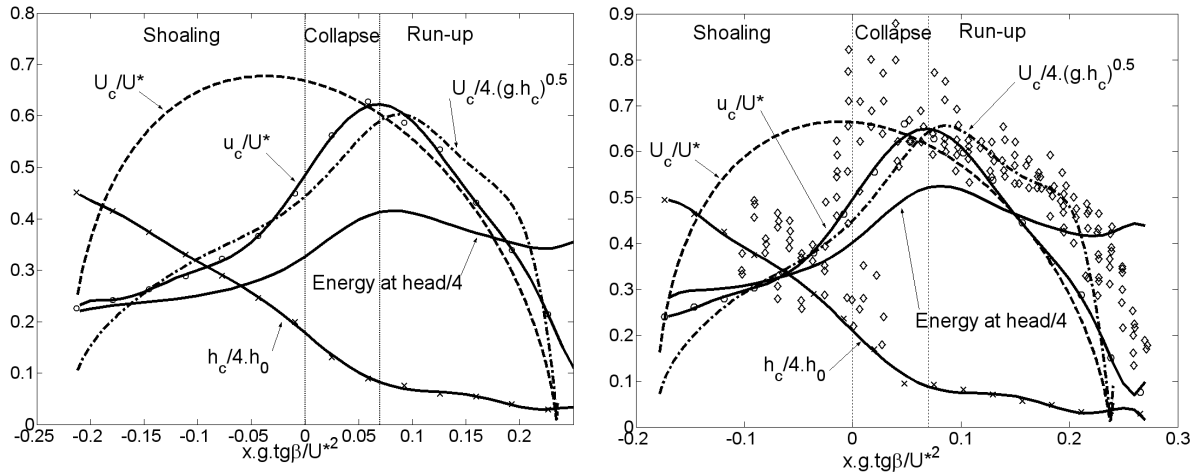 0.8
0.7
0.6
0.5
0.4
0.3
0.2
0.1
0
Shoaling
Collapse
Run-up
U_c/U*
u_c/U*
U_c/4.(g.h_c)^0.5
Energy at head/4
h_c/4.h_0
-0.25 -0.2 -0.15 -0.1 -0.05 0 0.05 0.1 0.15 0.2
x.g.tgβ/U*^2
0.9
0.8
0.7
0.6
0.5
0.4
0.3
0.2
0.1
0
Shoaling
Collapse
Run-up
U_c/4.(g.h_c)^0.5
u_c/U*
U_c/U*
Energy at head/4
h_c/4.h_0
-0.2 -0.1 0 0.1 0.2 0.3
x.g.tgβ/U*^2